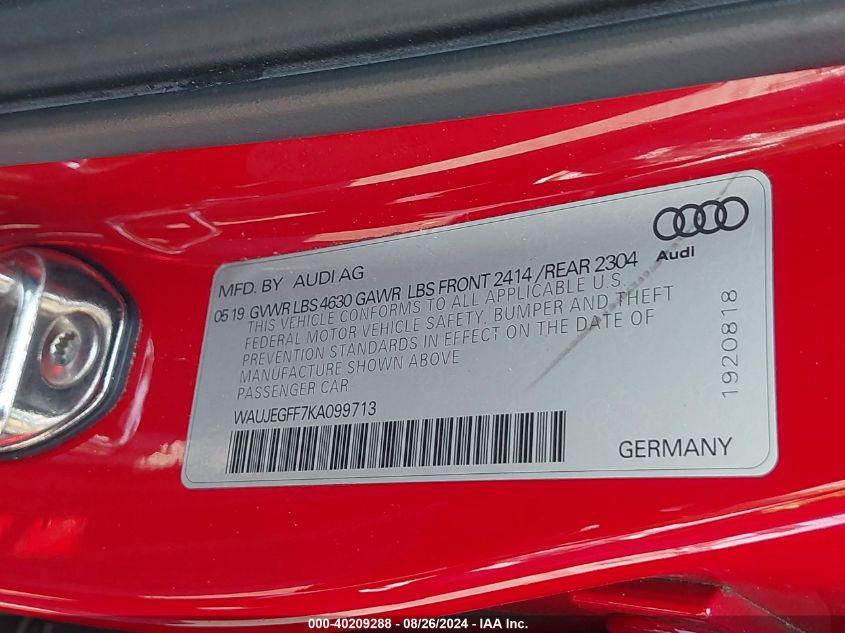 Audi
MFD. BY AUDI AG
05 19 GVWR LBS 4630 GAWR LBS FRONT 2414 /REAR 2304
THIS VEHICLE CONFORMS TO ALL APPLICABLE U.S.
FEDERAL MOTOR VEHICLE SAFETY, BUMPER AND THEFT
PREVENTION STANDARDS IN EFFECT ON THE DATE OF
MANUFACTURE SHOWN ABOVE
PASSENGER CAR
WAUJEGFF7KA099713
1920818
GERMANY
000-40209288 - 08/26/2024 - IAA Inc.